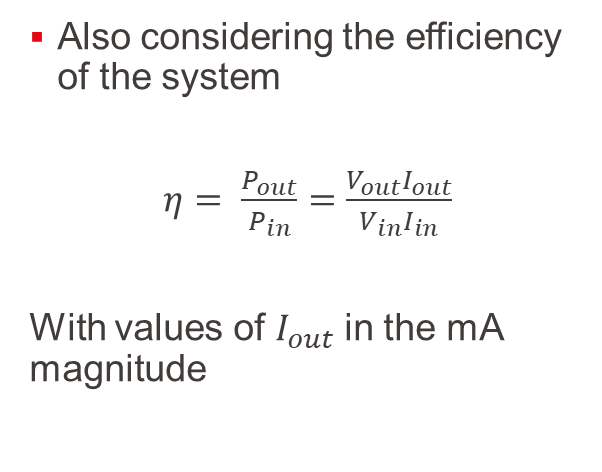 ▪ Also considering the efficiency
of the system
η = P_out/P_in = V_out I_out/V_in I_in
With values of I_out in the mA
magnitude